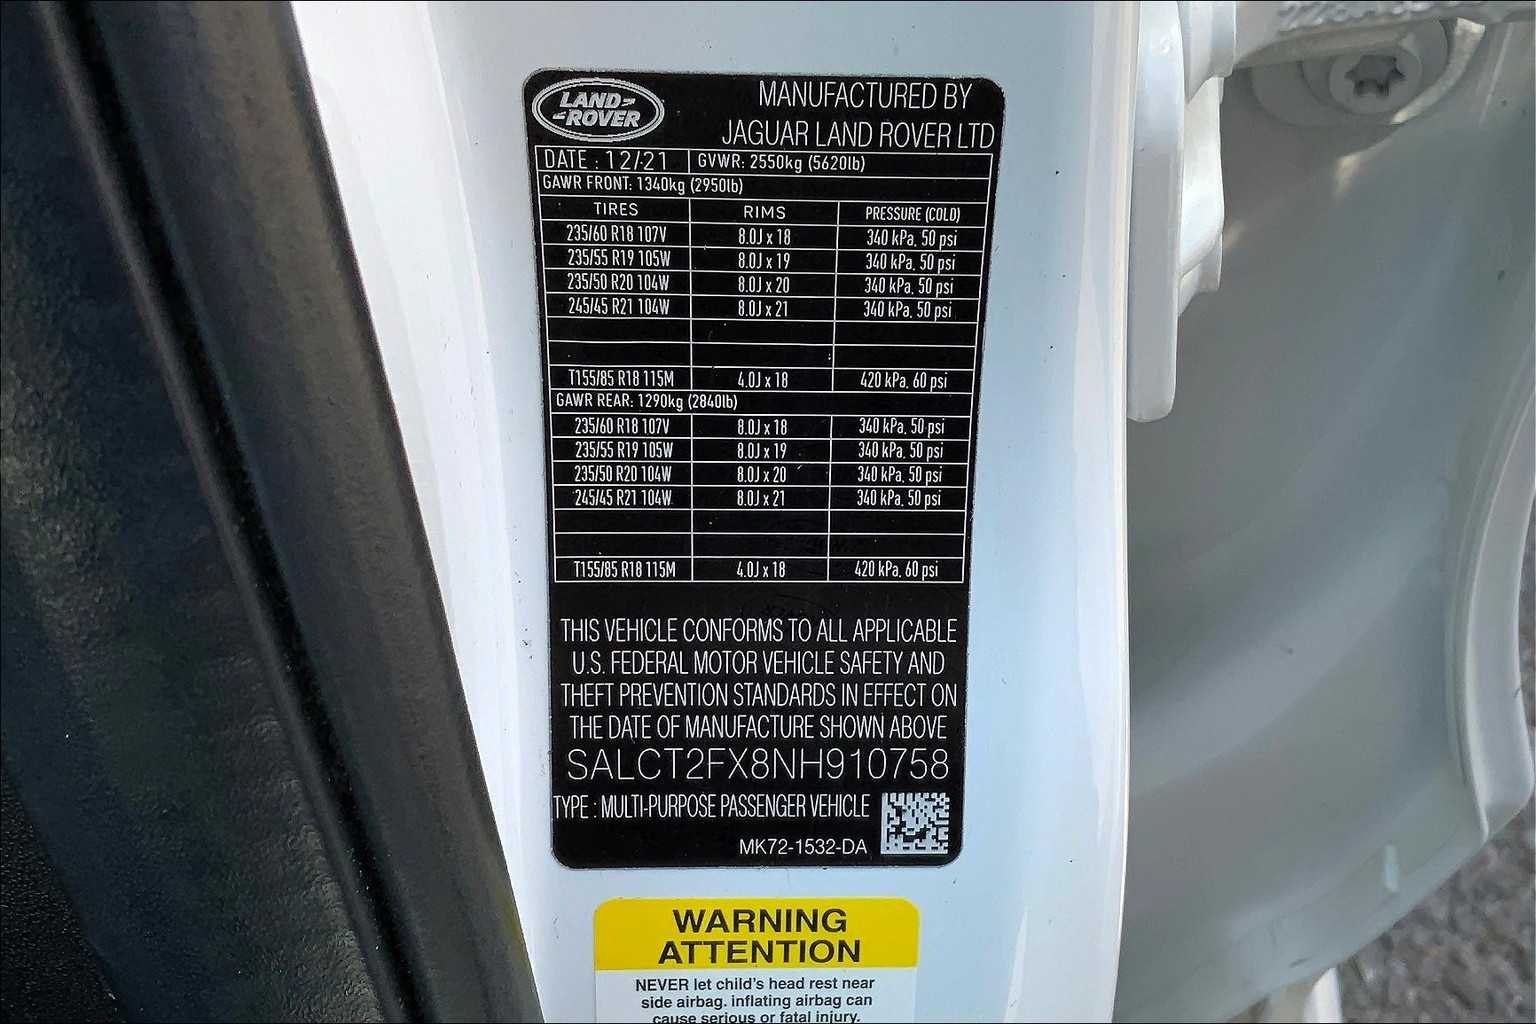 LAND
ROVER
MANUFACTURED BY
JAGUAR LAND ROVER LTD
DATE : 12/21 GVWR: 2550kg (5620lb)
GAWR FRONT: 1340kg (2950lb)
TIRES RIMS PRESSURE (COLD)
235/60 R18 107V 8.0J x 18 340 kPa, 50 psi
235/55 R19 105W 8.0J x 19 340 kPa, 50 psi
235/50 R20 104W 8.0J x 20 340 kPa, 50 psi
245/45 R21 104W 8.0J x 21 340 kPa, 50 psi
T155/85 R18 115M 4.0J x 18 420 kPa, 60 psi
GAWR REAR: 1290kg (2840lb)
235/60 R18 107V 8.0J x 18 340 kPa, 50 psi
235/55 R19 105W 8.0J x 19 340 kPa, 50 psi
235/50 R20 104W 8.0J x 20 340 kPa, 50 psi
245/45 R21 104W 8.0J x 21 340 kPa, 50 psi
T155/85 R18 115M 4.0J x 18 420 kPa, 60 psi
THIS VEHICLE CONFORMS TO ALL APPLICABLE
U.S. FEDERAL MOTOR VEHICLE SAFETY AND
THEFT PREVENTION STANDARDS IN EFFECT ON
THE DATE OF MANUFACTURE SHOWN ABOVE
SALCT2FX8NH910758
TYPE : MULTI-PURPOSE PASSENGER VEHICLE
MK72-1532-DA
WARNING
ATTENTION
NEVER let child's head rest near
side airbag. inflating airbag can
cause serious or fatal injury.